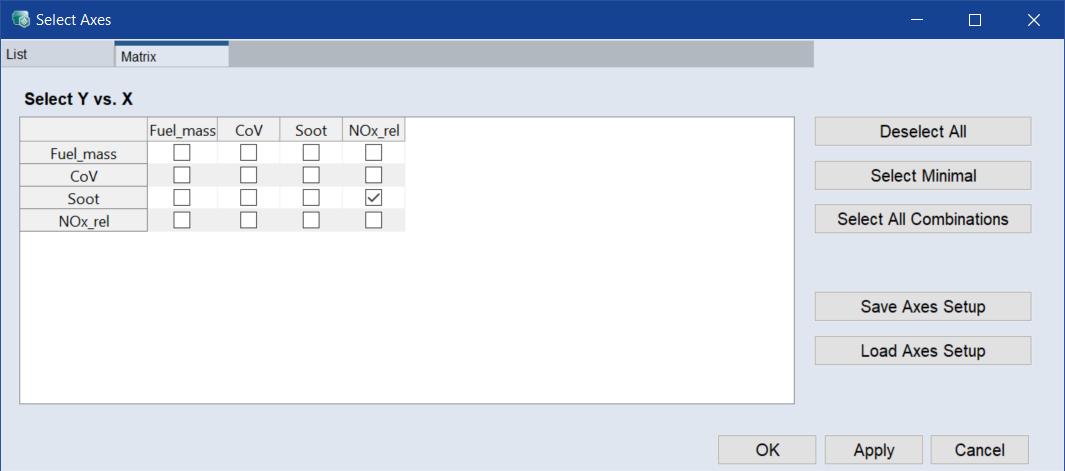 Select Axes
List
Matrix
Select Y vs. X
Fuel_mass CoV Soot NOx_rel
Fuel_mass
CoV
Soot
NOx_rel
Deselect All
Select Minimal
Select All Combinations
Save Axes Setup
Load Axes Setup
OK
Apply
Cancel